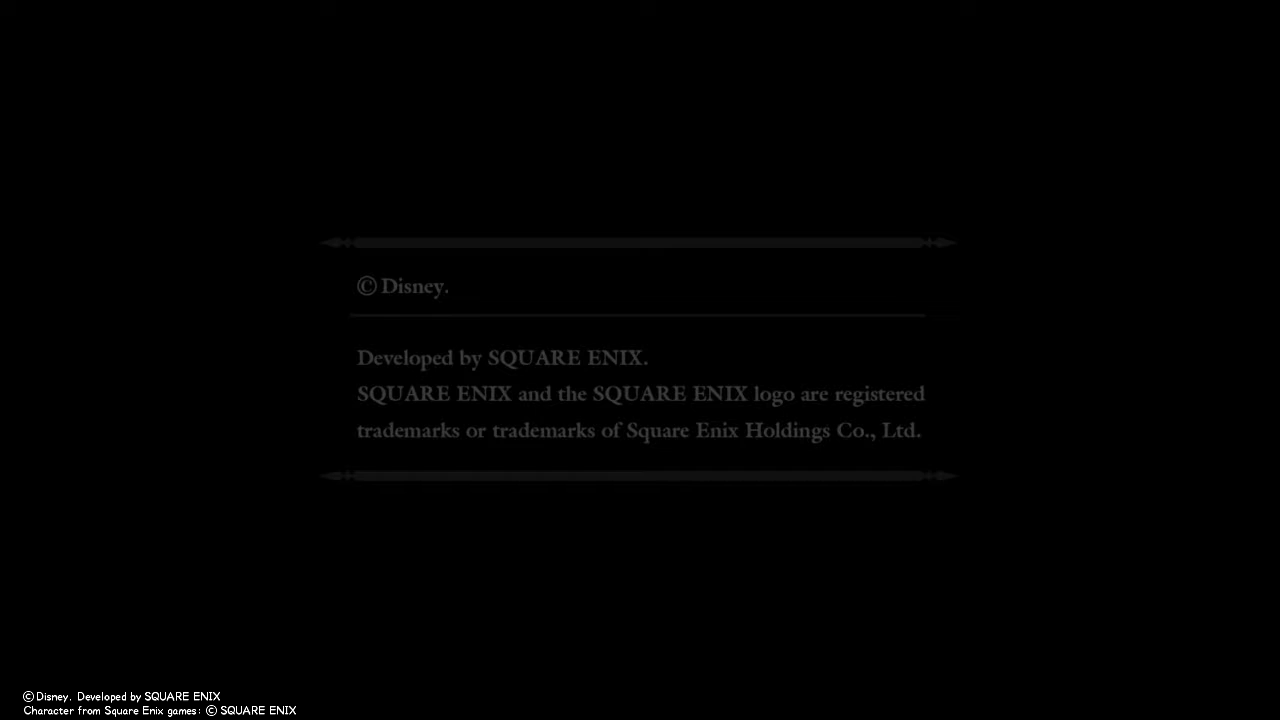 © Disney.
Developed by SQUARE ENIX.
SQUARE ENIX and the SQUARE ENIX logo are registered
trademarks or trademarks of Square Enix Holdings Co., Ltd.
© Disney. Developed by SQUARE ENIX
Character from Square Enix games: © SQUARE ENIX